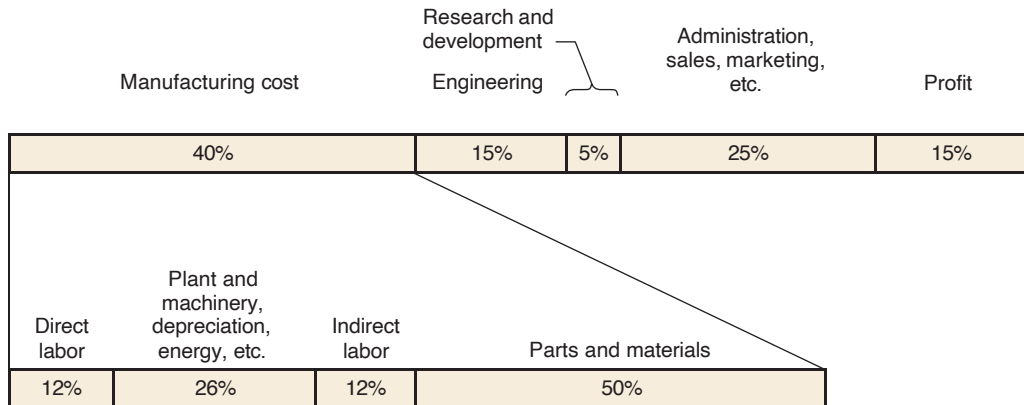 Research and
development
Manufacturing cost
Engineering
Administration,
sales, marketing,
etc.
Profit
40%
15%
5%
25%
15%
Direct
labor
Plant and
machinery,
depreciation,
energy, etc.
Indirect
labor
Parts and materials
12%
26%
12%
50%